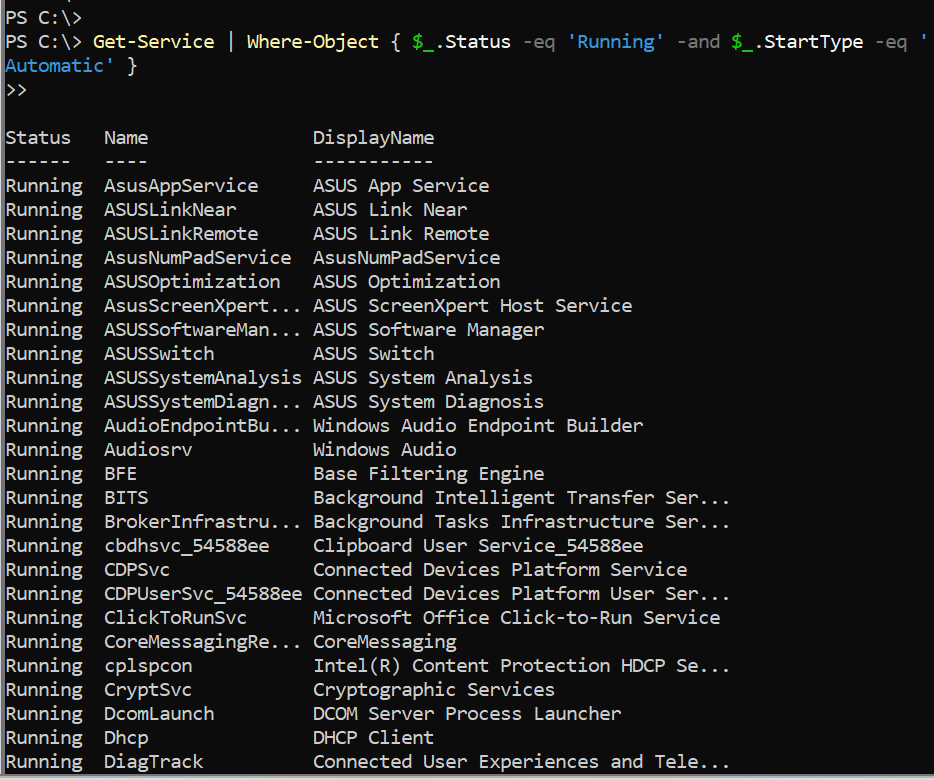 PS C:\>
PS C:\> Get-Service | Where-Object { $_.Status -eq 'Running' -and $_.StartType -eq '
Automatic' }
>>
Status   Name               DisplayName
------   ----               -----------
Running  AsusAppService     ASUS App Service
Running  ASUSLinkNear       ASUS Link Near
Running  ASUSLinkRemote     ASUS Link Remote
Running  AsusNumPadService  AsusNumPadService
Running  ASUSOptimization   ASUS Optimization
Running  AsusScreenXpert... ASUS ScreenXpert Host Service
Running  ASUSSoftwareMan... ASUS Software Manager
Running  ASUSSwitch         ASUS Switch
Running  ASUSSystemAnalysis ASUS System Analysis
Running  ASUSSystemDiagn... ASUS System Diagnosis
Running  AudioEndpointBu... Windows Audio Endpoint Builder
Running  Audiosrv           Windows Audio
Running  BFE                Base Filtering Engine
Running  BITS               Background Intelligent Transfer Ser...
Running  BrokerInfrastru... Background Tasks Infrastructure Ser...
Running  cbdhsvc_54588ee    Clipboard User Service_54588ee
Running  CDPSvc             Connected Devices Platform Service
Running  CDPUserSvc_54588ee Connected Devices Platform User Ser...
Running  ClickToRunSvc      Microsoft Office Click-to-Run Service
Running  CoreMessagingRe... CoreMessaging
Running  cplspcon           Intel(R) Content Protection HDCP Se...
Running  CryptSvc           Cryptographic Services
Running  DcomLaunch         DCOM Server Process Launcher
Running  Dhcp               DHCP Client
Running  DiagTrack          Connected User Experiences and Tele...